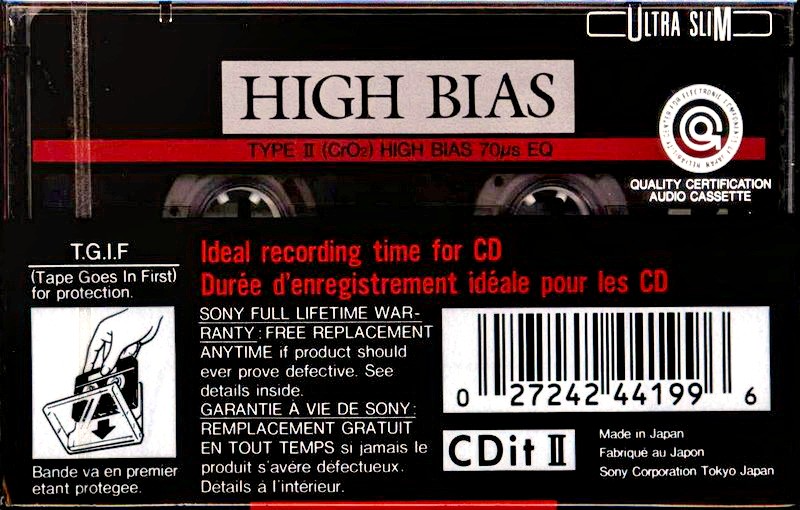 ULTRA SLIM
HIGH BIAS
TYPE II (CrO₂) HIGH BIAS 70µs EQ
QUALITY CERTIFICATION
AUDIO CASSETTE
T.G.I.F
(Tape Goes In First)
for protection.
Bande va en premier
etant protegee.
Ideal recording time for CD
Durée d'enregistrement idéale pour les CD
SONY FULL LIFETIME WAR-
RANTY: FREE REPLACEMENT
ANYTIME if product should
ever prove defective. See
details inside.
GARANTIE À VIE DE SONY:
REMPLACEMENT GRATUIT
EN TOUT TEMPS si jamais le
produit s'avére défectueux.
Détails á l'intérieur.
0 27242 44199 6
CDit II
Made in Japan
Fabriqué au Japon
Sony Corporation Tokyo Japan